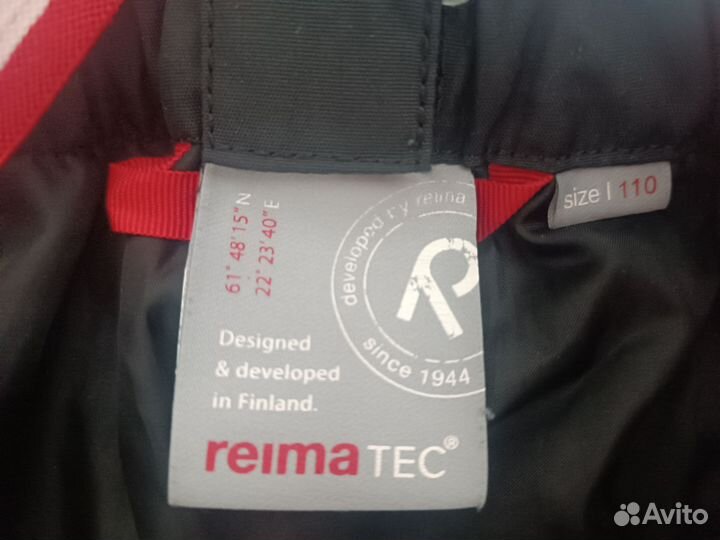 61° 48' 15" N
22° 23' 40" E
developed by reima
since 1944
R
size | 110
Designed
& developed
in Finland.
reima TEC®
Avito